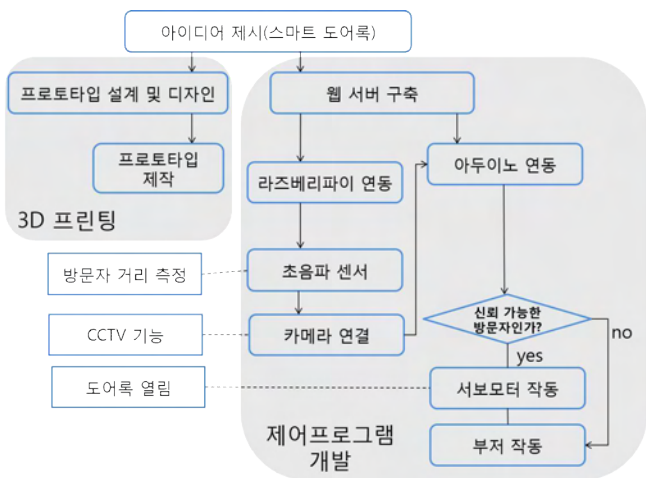 아이디어 제시(스마트 도어록)
프로토타입 설계 및 디자인
웹 서버 구축
프로토타입
제작
라즈베리파이 연동
아두이노 연동
3D 프린팅
방문자 거리 측정
초음파 센서
신뢰 가능한
방문자인가?
CCTV 기능
카메라 연결
no
yes
도어록 열림
서보모터 작동
제어프로그램
개발
부저 작동